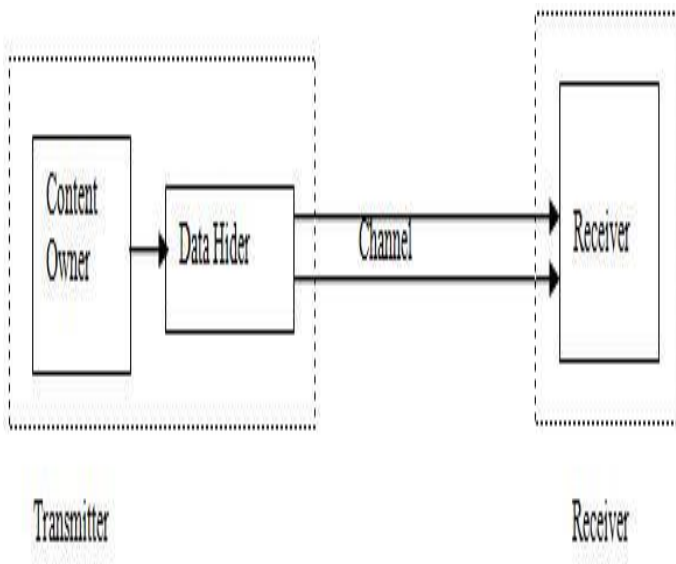 Content
Owner
Data Hider
Channel
Receiver
Transmitter
Receiver